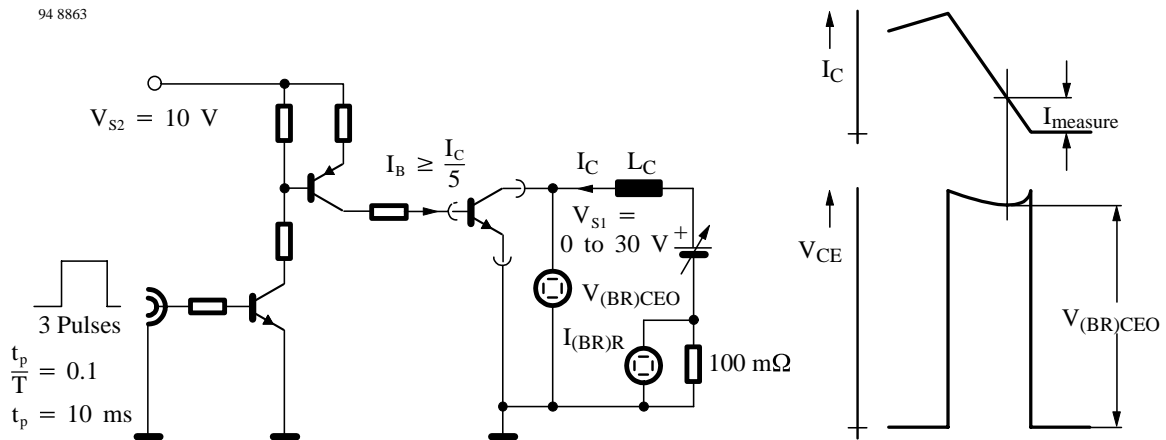 94 8863
V_S2 = 10 V
I_B ≥ I_C/5
I_C
L_C
V_S1 =
0 to 30 V
+
V_(BR)CEO
I_(BR)R
100 mΩ
3 Pulses
t_p/T = 0.1
t_p = 10 ms
I_C
I_measure
V_CE
V_(BR)CEO